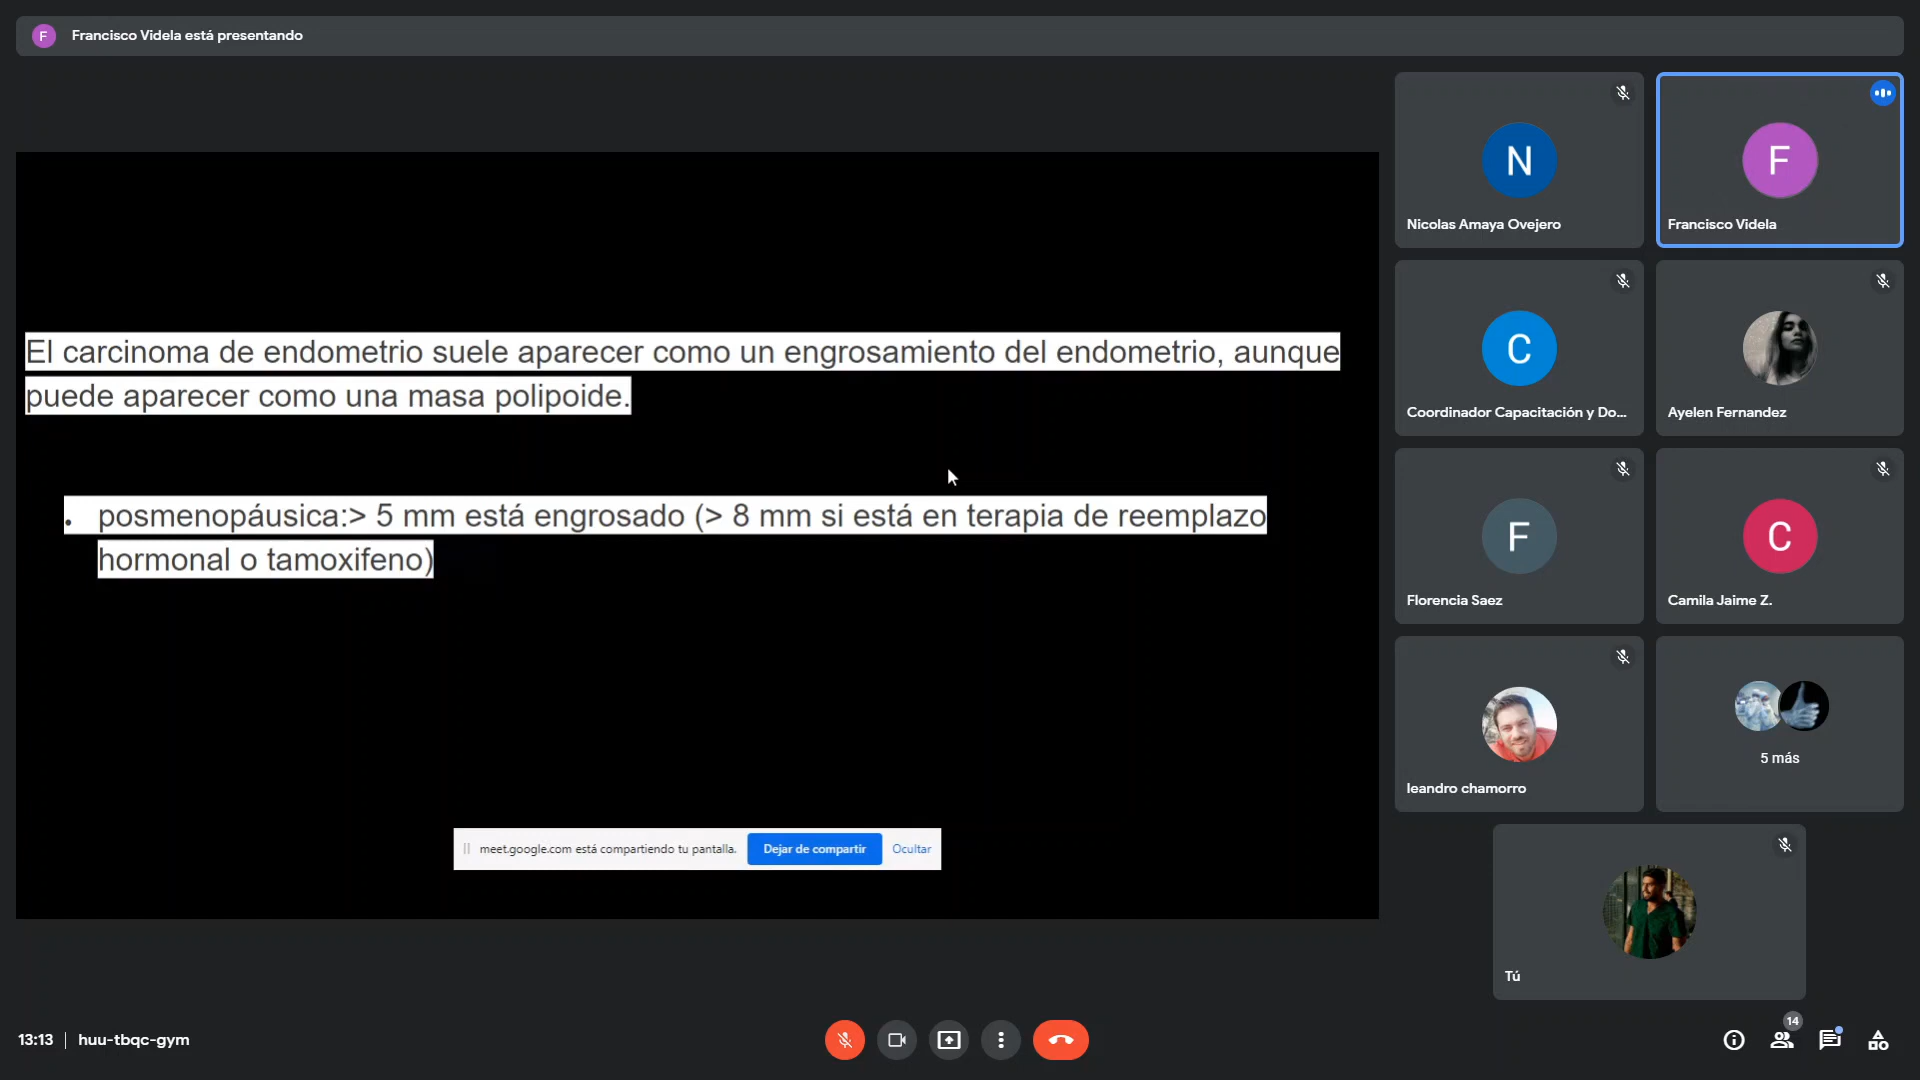 F Francisco Videla está presentando
El carcinoma de endometrio suele aparecer como un engrosamiento del endometrio, aunque
puede aparecer como una masa polipoide.
• posmenopáusica:> 5 mm está engrosado (> 8 mm si está en terapia de reemplazo
hormonal o tamoxifeno)
meet.google.com está compartiendo tu pantalla. Dejar de compartir Ocultar
N
Nicolas Amaya Ovejero
F
Francisco Videla
C
Coordinador Capacitación y Do...
Ayelen Fernandez
F
Florencia Saez
C
Camila Jaime Z.
leandro chamorro
5 más
Tú
13:13 | huu-tbqc-gym
14